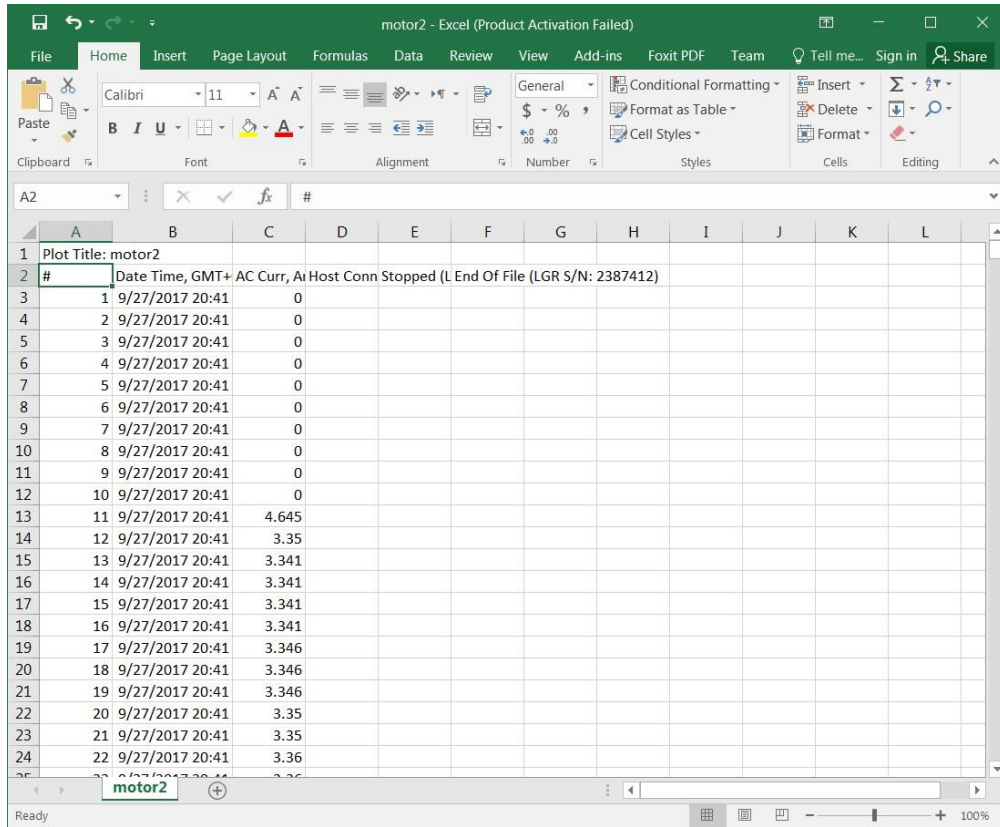 motor2 - Excel (Product Activation Failed)
File Home Insert Page Layout Formulas Data Review View Add-ins Foxit PDF Team Tell me... Sign in Share
Paste
Calibri 11
B I U
General
$ % ,
Conditional Formatting
Format as Table
Cell Styles
Insert
Delete
Format
Clipboard Font Alignment Number Styles Cells Editing
A2 fx #
A B C D E F G H I J K L
1 Plot Title: motor2
2 # Date Time, GMT+ AC Curr, A Host Conn Stopped (L End Of File (LGR S/N: 2387412)
3 1 9/27/2017 20:41 0
4 2 9/27/2017 20:41 0
5 3 9/27/2017 20:41 0
6 4 9/27/2017 20:41 0
7 5 9/27/2017 20:41 0
8 6 9/27/2017 20:41 0
9 7 9/27/2017 20:41 0
10 8 9/27/2017 20:41 0
11 9 9/27/2017 20:41 0
12 10 9/27/2017 20:41 0
13 11 9/27/2017 20:41 4.645
14 12 9/27/2017 20:41 3.35
15 13 9/27/2017 20:41 3.341
16 14 9/27/2017 20:41 3.341
17 15 9/27/2017 20:41 3.341
18 16 9/27/2017 20:41 3.341
19 17 9/27/2017 20:41 3.346
20 18 9/27/2017 20:41 3.346
21 19 9/27/2017 20:41 3.346
22 20 9/27/2017 20:41 3.35
23 21 9/27/2017 20:41 3.35
24 22 9/27/2017 20:41 3.36
motor2
Ready 100%